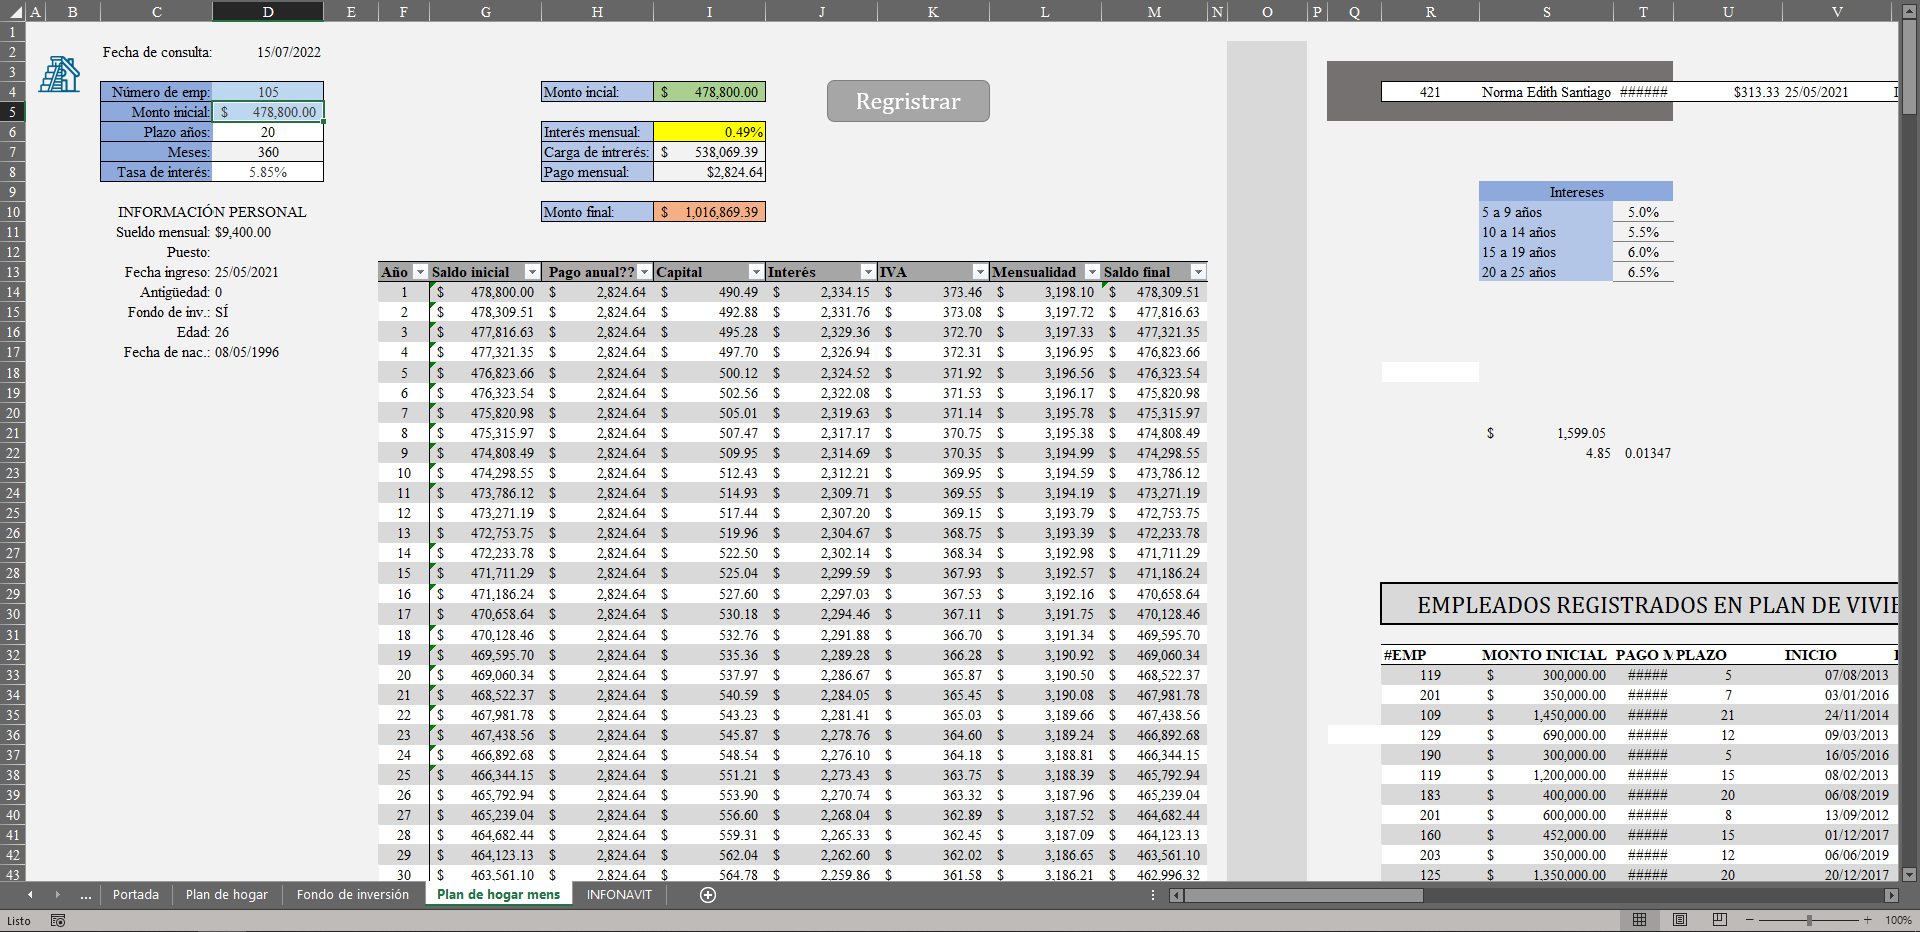 A B C D E F G H I J K L M N O P Q R S T U V
1
2 Fecha de consulta: 15/07/2022
3
4 Número de emp: 105 Monto incial: $ 478,800.00 Regristrar 421 Norma Edith Santiago ###### $313.33 25/05/2021
5 Monto inicial: $ 478,800.00
6 Plazo años: 20 Interés mensual: 0.49%
7 Meses: 360 Carga de intrerés: $ 538,069.39
8 Tasa de interés: 5.85% Pago mensual: $2,824.64
9 Intereses
10 INFORMACIÓN PERSONAL Monto final: $ 1,016,869.39 5 a 9 años 5.0%
11 Sueldo mensual: $9,400.00 10 a 14 años 5.5%
12 Puesto: 15 a 19 años 6.0%
13 Fecha ingreso: 25/05/2021 Año Saldo inicial Pago anual?? Capital Interés IVA Mensualidad Saldo final 20 a 25 años 6.5%
14 Antigüedad: 0 1 $ 478,800.00 $ 2,824.64 $ 490.49 $ 2,334.15 $ 373.46 $ 3,198.10 $ 478,309.51
15 Fondo de inv.: SÍ 2 $ 478,309.51 $ 2,824.64 $ 492.88 $ 2,331.76 $ 373.08 $ 3,197.72 $ 477,816.63
16 Edad: 26 3 $ 477,816.63 $ 2,824.64 $ 495.28 $ 2,329.36 $ 372.70 $ 3,197.33 $ 477,321.35
17 Fecha de nac.: 08/05/1996 4 $ 477,321.35 $ 2,824.64 $ 497.70 $ 2,326.94 $ 372.31 $ 3,196.95 $ 476,823.66
18 5 $ 476,823.66 $ 2,824.64 $ 500.12 $ 2,324.52 $ 371.92 $ 3,196.56 $ 476,323.54
19 6 $ 476,323.54 $ 2,824.64 $ 502.56 $ 2,322.08 $ 371.53 $ 3,196.17 $ 475,820.98
20 7 $ 475,820.98 $ 2,824.64 $ 505.01 $ 2,319.63 $ 371.14 $ 3,195.78 $ 475,315.97
21 8 $ 475,315.97 $ 2,824.64 $ 507.47 $ 2,317.17 $ 370.75 $ 3,195.38 $ 474,808.49 $ 1,599.05
22 9 $ 474,808.49 $ 2,824.64 $ 509.95 $ 2,314.69 $ 370.35 $ 3,194.99 $ 474,298.55 4.85 0.01347
23 10 $ 474,298.55 $ 2,824.64 $ 512.43 $ 2,312.21 $ 369.95 $ 3,194.59 $ 473,786.12
24 11 $ 473,786.12 $ 2,824.64 $ 514.93 $ 2,309.71 $ 369.55 $ 3,194.19 $ 473,271.19
25 12 $ 473,271.19 $ 2,824.64 $ 517.44 $ 2,307.20 $ 369.15 $ 3,193.79 $ 472,753.75
26 13 $ 472,753.75 $ 2,824.64 $ 519.96 $ 2,304.67 $ 368.75 $ 3,193.39 $ 472,233.78
27 14 $ 472,233.78 $ 2,824.64 $ 522.50 $ 2,302.14 $ 368.34 $ 3,192.98 $ 471,711.29
28 15 $ 471,711.29 $ 2,824.64 $ 525.04 $ 2,299.59 $ 367.93 $ 3,192.57 $ 471,186.24
29 16 $ 471,186.24 $ 2,824.64 $ 527.60 $ 2,297.03 $ 367.53 $ 3,192.16 $ 470,658.64 EMPLEADOS REGISTRADOS EN PLAN DE VIVIE
30 17 $ 470,658.64 $ 2,824.64 $ 530.18 $ 2,294.46 $ 367.11 $ 3,191.75 $ 470,128.46
31 18 $ 470,128.46 $ 2,824.64 $ 532.76 $ 2,291.88 $ 366.70 $ 3,191.34 $ 469,595.70
32 19 $ 469,595.70 $ 2,824.64 $ 535.36 $ 2,289.28 $ 366.28 $ 3,190.92 $ 469,060.34 #EMP MONTO INICIAL PAGO M PLAZO INICIO
33 20 $ 469,060.34 $ 2,824.64 $ 537.97 $ 2,286.67 $ 365.87 $ 3,190.50 $ 468,522.37 119 $ 300,000.00 ##### 5 07/08/2013
34 21 $ 468,522.37 $ 2,824.64 $ 540.59 $ 2,284.05 $ 365.45 $ 3,190.08 $ 467,981.78 201 $ 350,000.00 ##### 7 03/01/2016
35 22 $ 467,981.78 $ 2,824.64 $ 543.23 $ 2,281.41 $ 365.03 $ 3,189.66 $ 467,438.56 109 $ 1,450,000.00 ##### 21 24/11/2014
36 23 $ 467,438.56 $ 2,824.64 $ 545.87 $ 2,278.76 $ 364.60 $ 3,189.24 $ 466,892.68 129 $ 690,000.00 ##### 12 09/03/2013
37 24 $ 466,892.68 $ 2,824.64 $ 548.54 $ 2,276.10 $ 364.18 $ 3,188.81 $ 466,344.15 190 $ 300,000.00 ##### 5 16/05/2016
38 25 $ 466,344.15 $ 2,824.64 $ 551.21 $ 2,273.43 $ 363.75 $ 3,188.39 $ 465,792.94 119 $ 1,200,000.00 ##### 15 08/02/2013
39 26 $ 465,792.94 $ 2,824.64 $ 553.90 $ 2,270.74 $ 363.32 $ 3,187.96 $ 465,239.04 183 $ 400,000.00 ##### 20 06/08/2019
40 27 $ 465,239.04 $ 2,824.64 $ 556.60 $ 2,268.04 $ 362.89 $ 3,187.52 $ 464,682.44 201 $ 600,000.00 ##### 8 13/09/2012
41 28 $ 464,682.44 $ 2,824.64 $ 559.31 $ 2,265.33 $ 362.45 $ 3,187.09 $ 464,123.13 160 $ 452,000.00 ##### 15 01/12/2017
42 29 $ 464,123.13 $ 2,824.64 $ 562.04 $ 2,262.60 $ 362.02 $ 3,186.65 $ 463,561.10 203 $ 350,000.00 ##### 12 06/06/2019
43 30 $ 463,561.10 $ 2,824.64 $ 564.78 $ 2,259.86 $ 361.58 $ 3,186.21 $ 462,996.32 125 $ 1,350,000.00 ##### 20 20/12/2017
... Portada Plan de hogar Fondo de inversión Plan de hogar mens INFONAVIT
Listo 100%